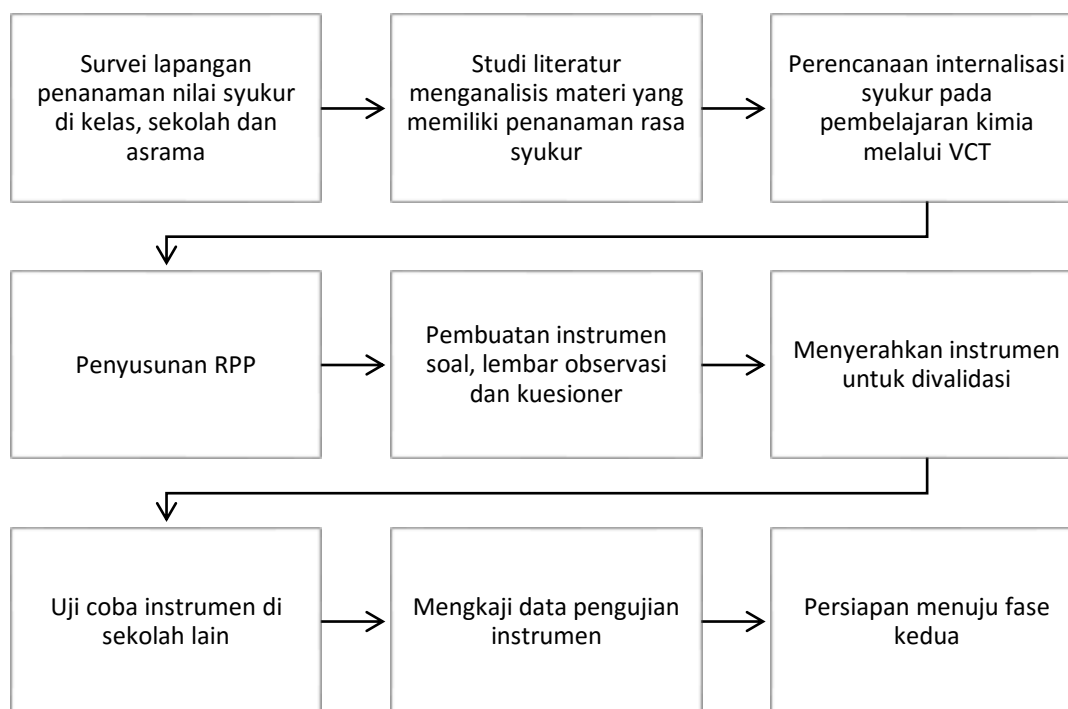 Survei lapangan
penanaman nilai syukur
di kelas, sekolah dan
asrama
Studi literatur
menganalisis materi yang
memiliki penanaman rasa
syukur
Perencanaan internalisasi
syukur pada
pembelajaran kimia
melalui VCT
Penyusunan RPP
Pembuatan instrumen
soal, lembar observasi
dan kuesioner
Menyerahkan instrumen
untuk divalidasi
Uji coba instrumen di
sekolah lain
Mengkaji data pengujian
instrumen
Persiapan menuju fase
kedua